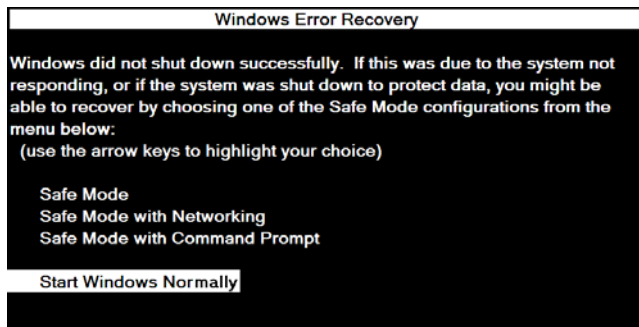 Windows Error Recovery
Windows did not shut down successfully.  If this was due to the system not
responding, or if the system was shut down to protect data, you might be
able to recover by choosing one of the Safe Mode configurations from the
menu below:
(use the arrow keys to highlight your choice)
Safe Mode
Safe Mode with Networking
Safe Mode with Command Prompt
Start Windows Normally